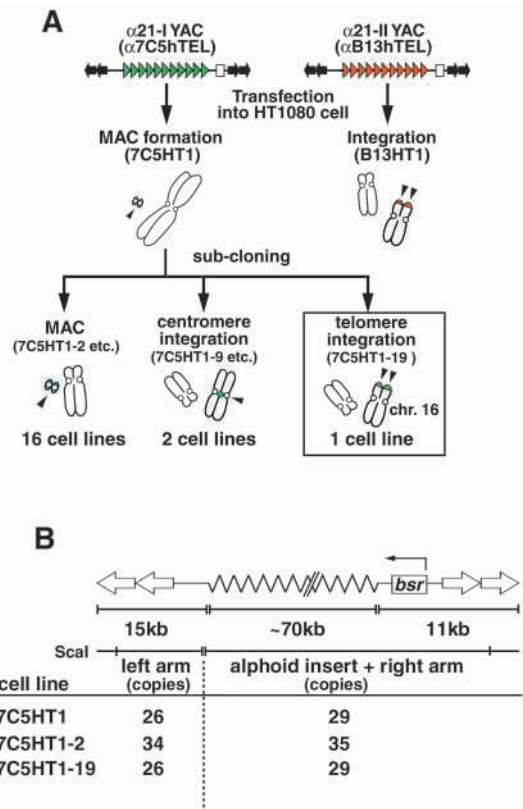 A
α21-I YAC
(α7C5hTEL)
α21-II YAC
(αB13hTEL)
Transfection
into HT1080 cell
MAC formation
(7C5HT1)
Integration
(B13HT1)
sub-cloning
MAC
(7C5HT1-2 etc.)
16 cell lines
centromere
integration
(7C5HT1-9 etc.)
2 cell lines
telomere
integration
(7C5HT1-19 )
chr. 16
1 cell line
B
bsr
15kb ~70kb 11kb
ScaI
left arm alphoid insert + right arm
cell line (copies) (copies)
7C5HT1 26 29
7C5HT1-2 34 35
7C5HT1-19 26 29